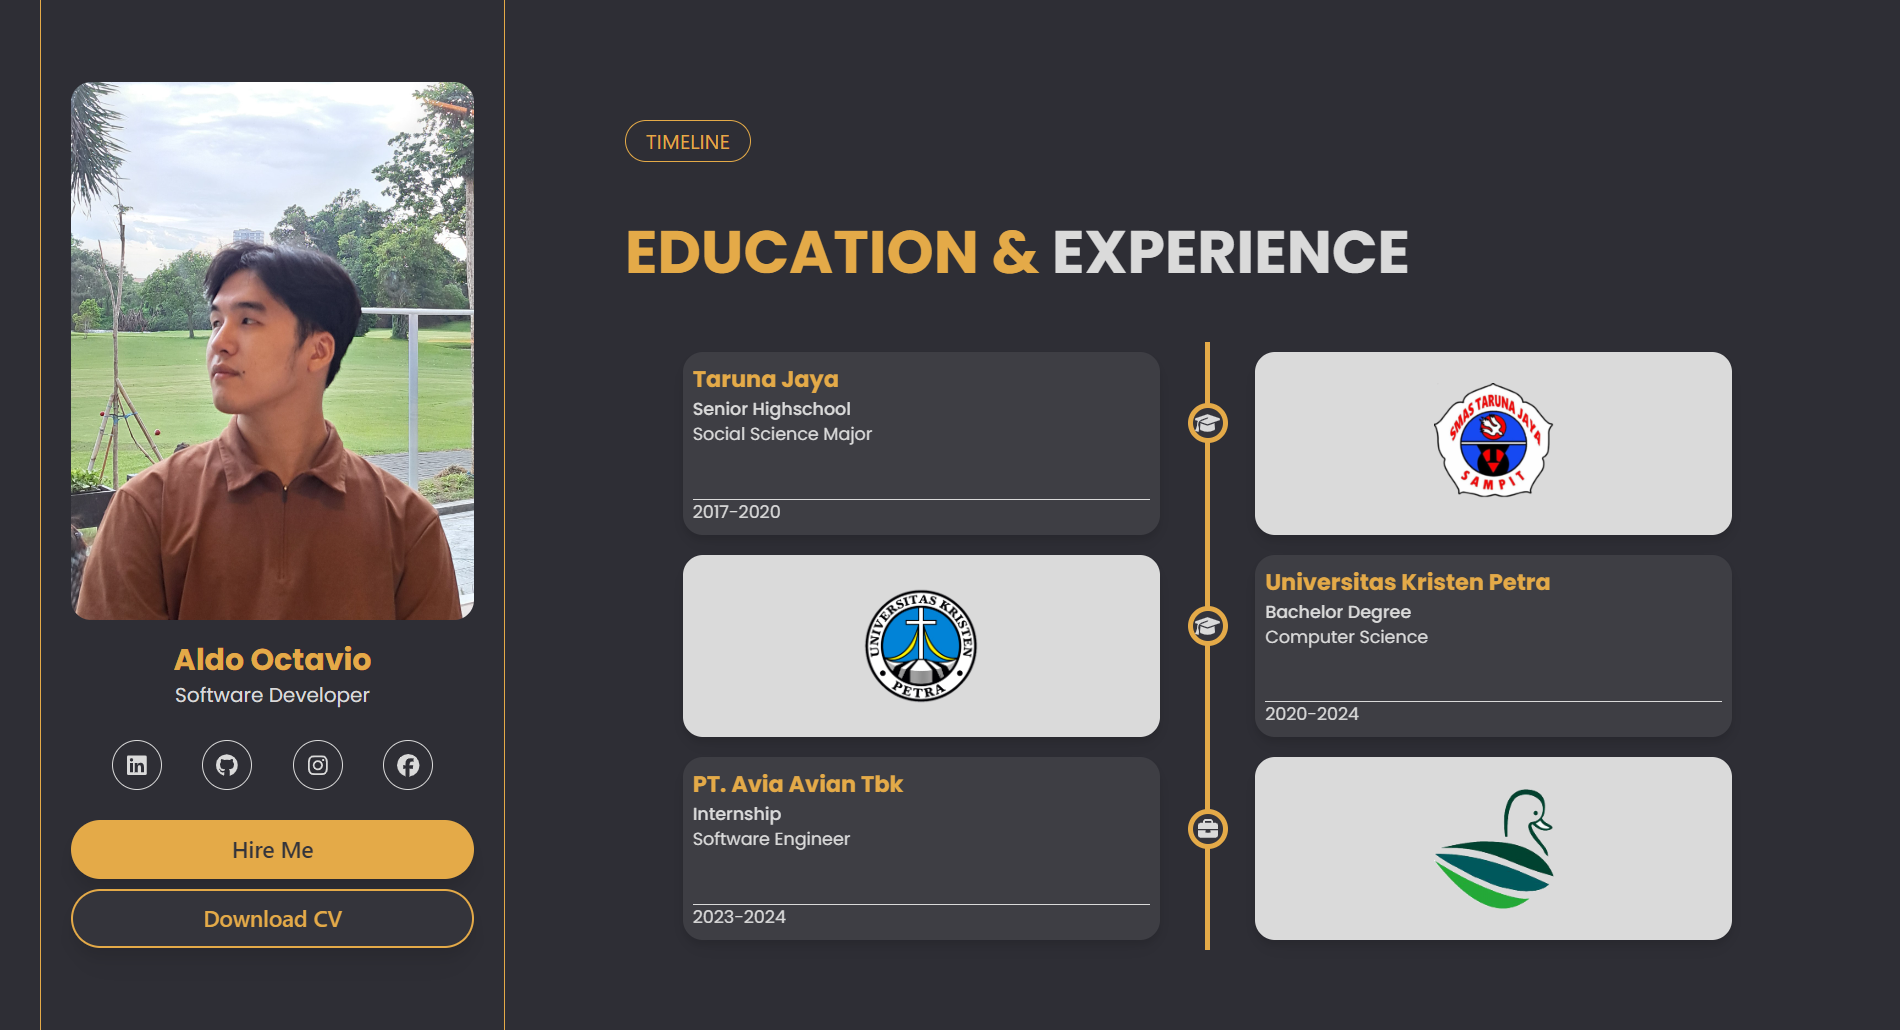 Aldo Octavio
Software Developer
Hire Me
Download CV
TIMELINE
EDUCATION & EXPERIENCE
Taruna Jaya
Senior Highschool
Social Science Major
2017-2020
SMAS TARUNA JAYA
SAMPIT
UNIVERSITAS KRISTEN
PETRA
Universitas Kristen Petra
Bachelor Degree
Computer Science
2020-2024
PT. Avia Avian Tbk
Internship
Software Engineer
2023-2024